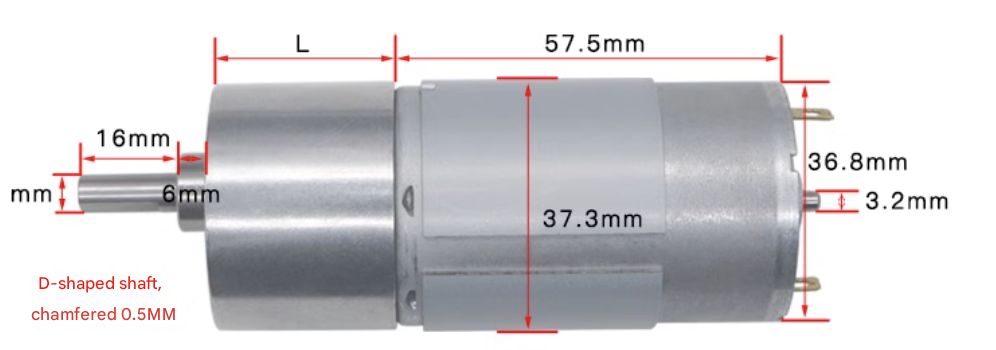 L
57.5mm
16mm
36.8mm
mm
6mm
3.2mm
37.3mm
D-shaped shaft,
chamfered 0.5MM